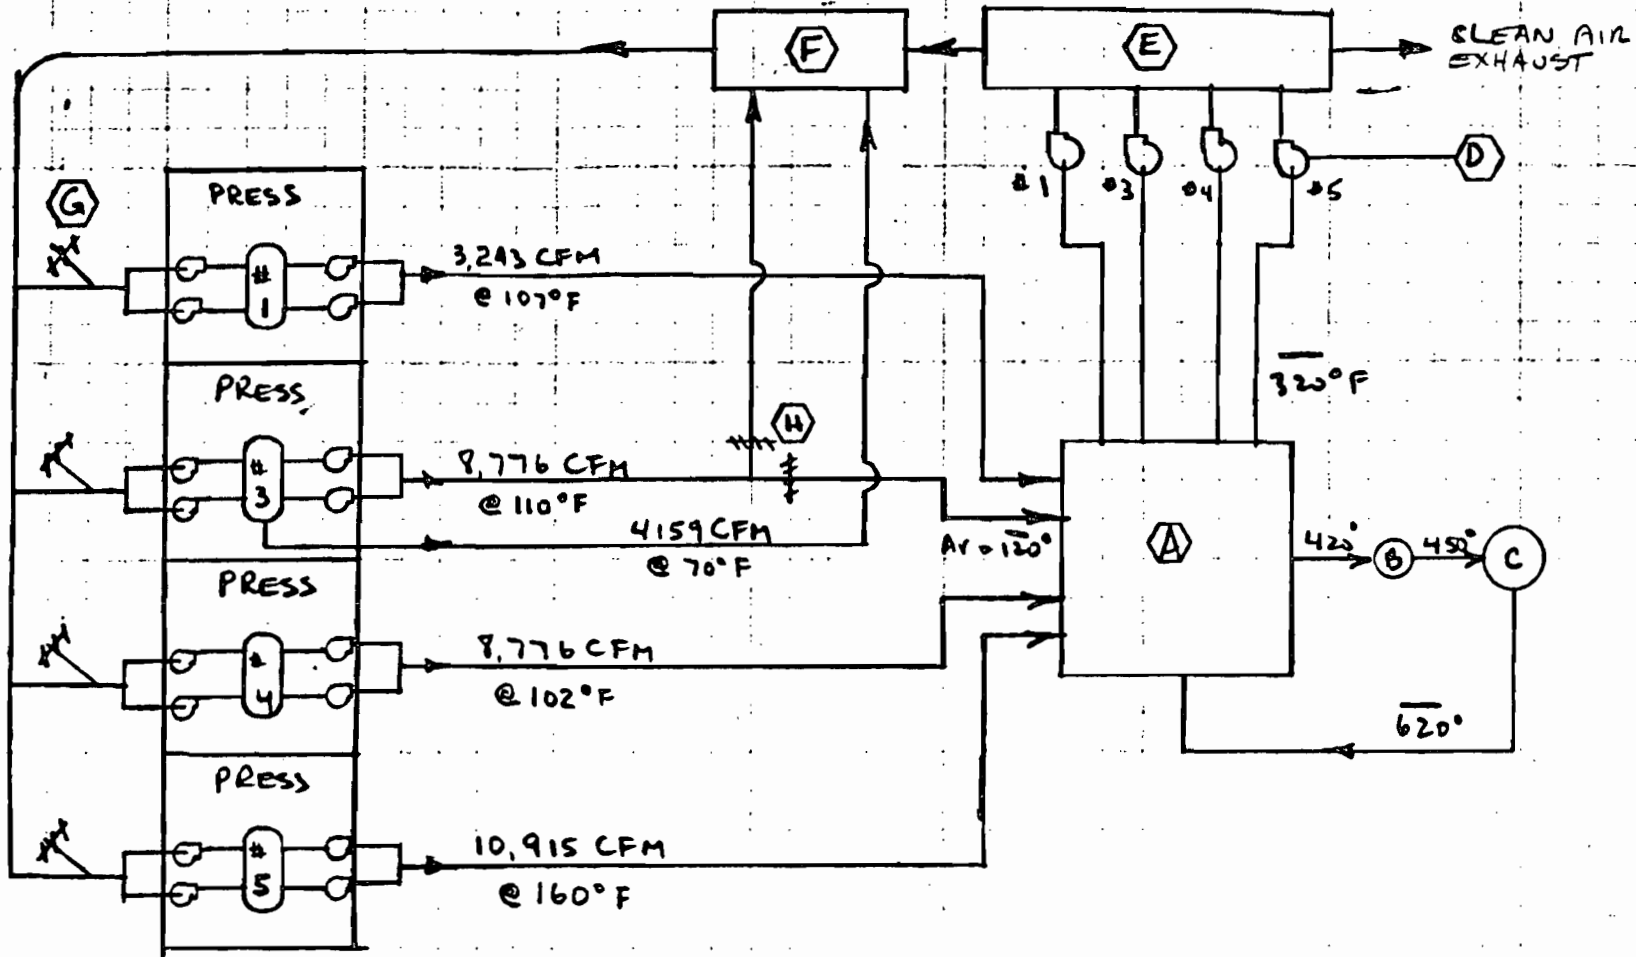 F
E
CLEAN AIR
EXHAUST
D
#1
#3
#4
#5
G
PRESS
#
1
3,243 CFM
@ 107°F
320°F
PRESS
#
3
H
8,776 CFM
@ 110°F
4159 CFM
@ 70°F
Av = 120°
A
420°
B
450°
C
PRESS
#
4
8,776 CFM
@ 102°F
620°
PRESS
#
5
10,915 CFM
@ 160°F